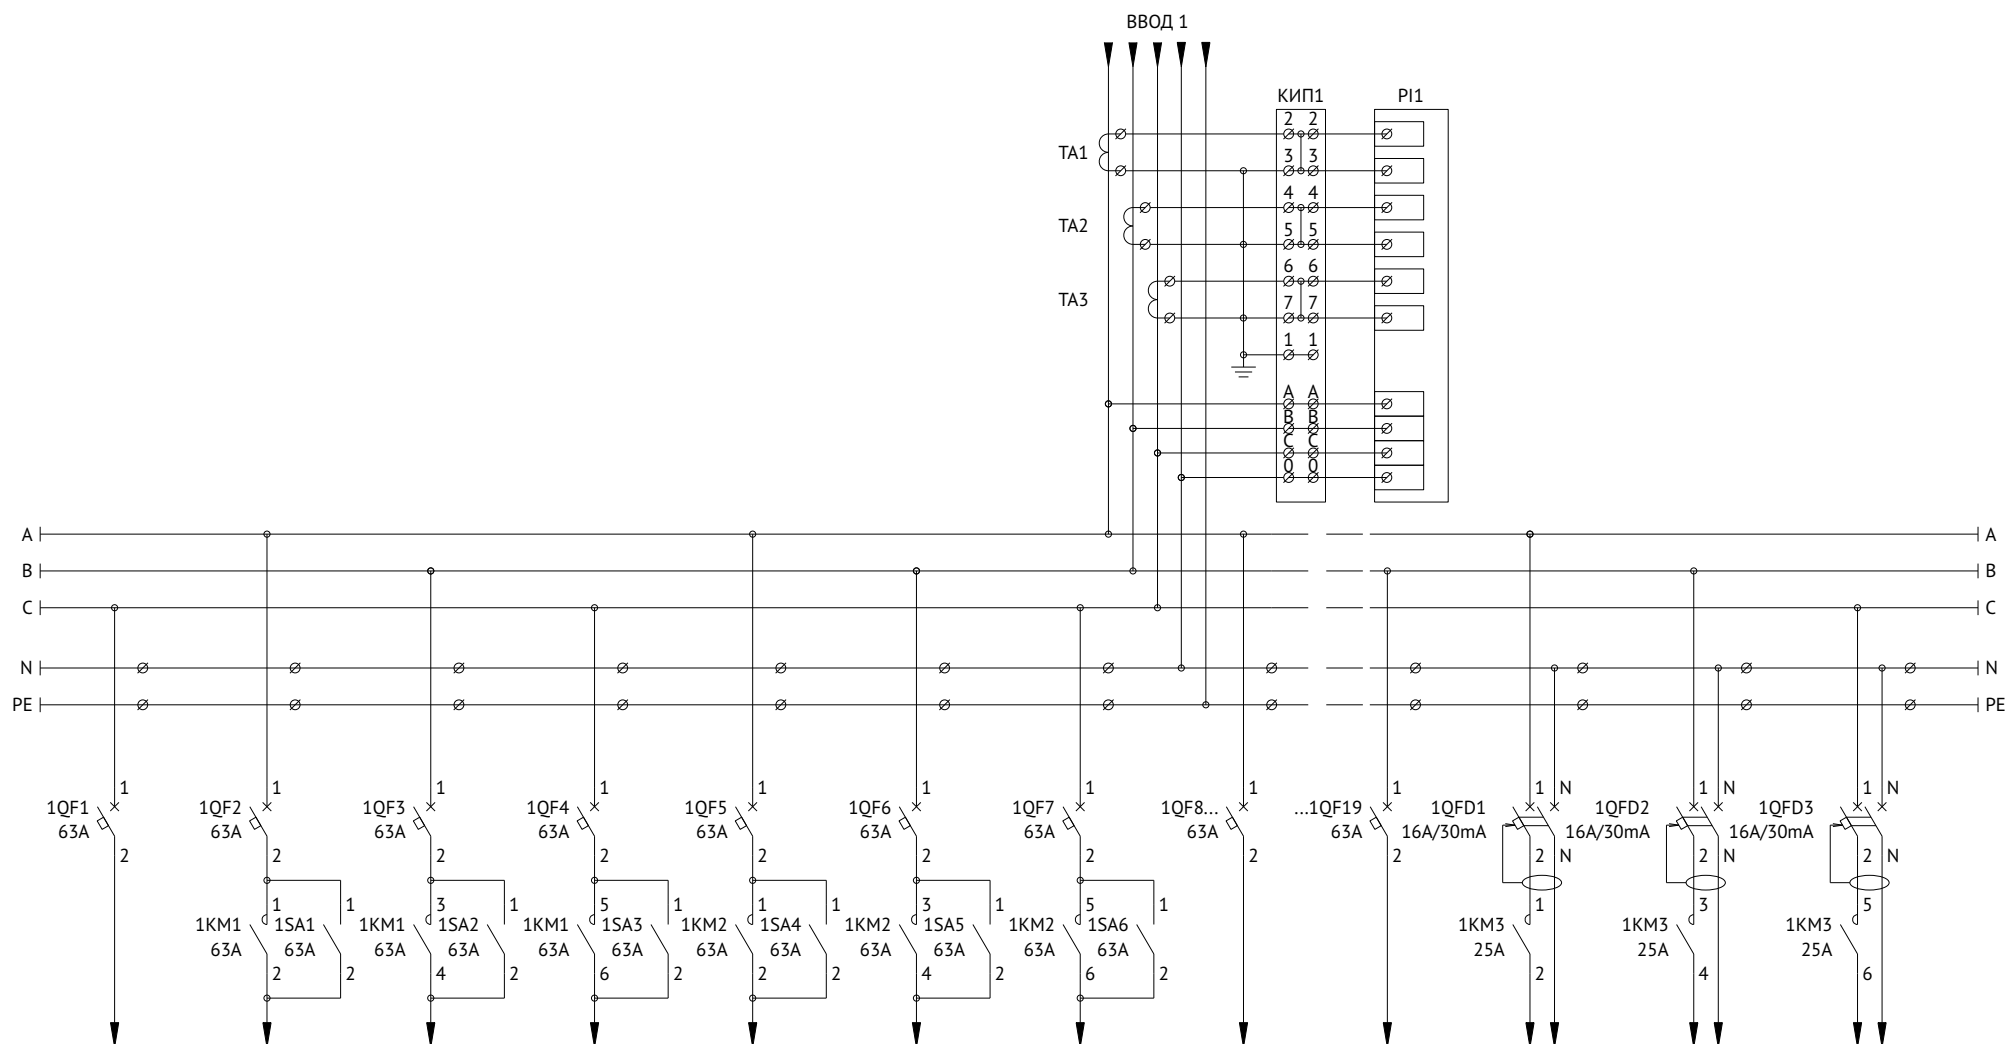 ВВОД 1
КИП1
PI1
TA1
2 2
3 3
TA2
4 4
5 5
TA3
6 6
7 7
1 1
A A
B B
C C
0 0
A
A
B
B
C
C
N
N
PE
PE
1QF1
63A
1
2
1QF2
63A
1
2
1KM1
63A
1
2
1SA1
63A
1
2
1QF3
63A
1
2
1KM1
63A
3
4
1SA2
63A
1
2
1QF4
63A
1
2
1KM1
63A
5
6
1SA3
63A
1
2
1QF5
63A
1
2
1KM2
63A
1
2
1SA4
63A
1
2
1QF6
63A
1
2
1KM2
63A
3
4
1SA5
63A
1
2
1QF7
63A
1
2
1KM2
63A
5
6
1SA6
63A
1
2
1QF8...
63A
1
2
...1QF19
63A
1
2
1QFD1
16A/30mA
1 N
2 N
1KM3
25A
1
2
1QFD2
16A/30mA
1 N
2 N
1KM3
25A
3
4
1QFD3
16A/30mA
1 N
2 N
1KM3
25A
5
6